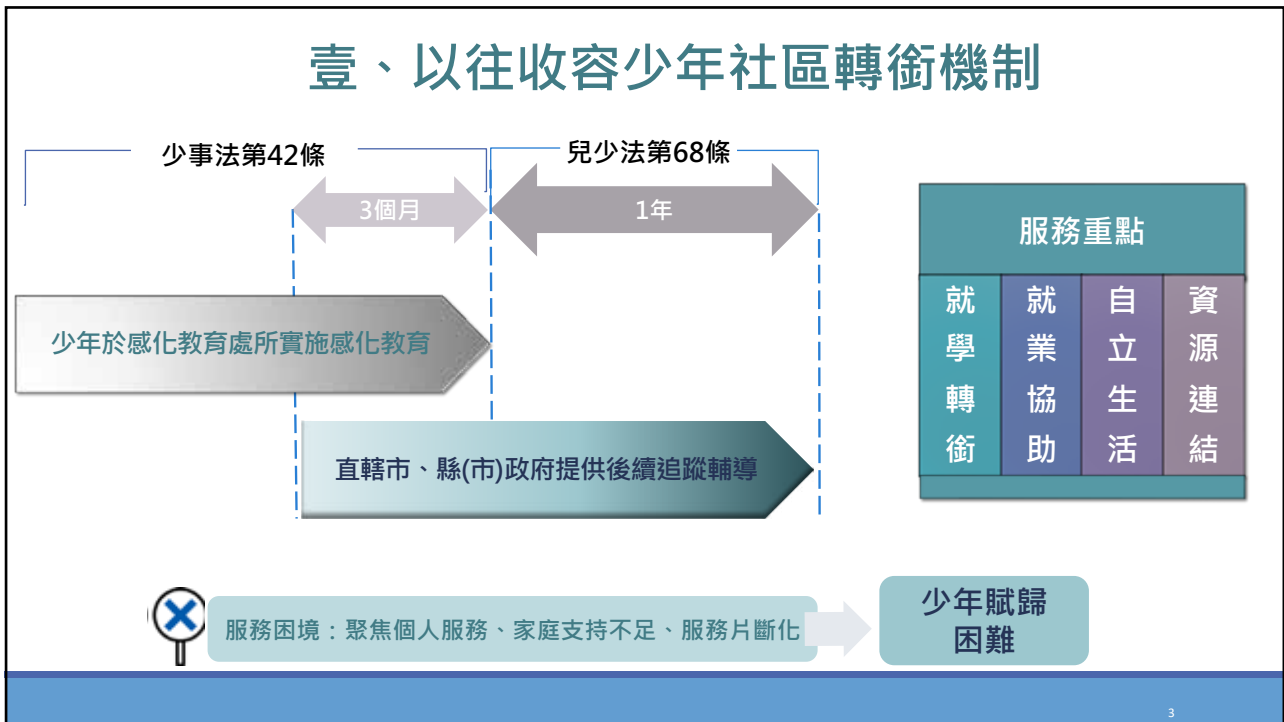 壹、以往收容少年社區轉銜機制
少事法第42條
兒少法第68條
3個月
1年
少年於感化教育處所實施感化教育
直轄市、縣(市)政府提供後續追蹤輔導
服務重點
就學轉銜
就業協助
自立生活
資源連結
服務困境：聚焦個人服務、家庭支持不足、服務片斷化
少年賦歸
困難
3